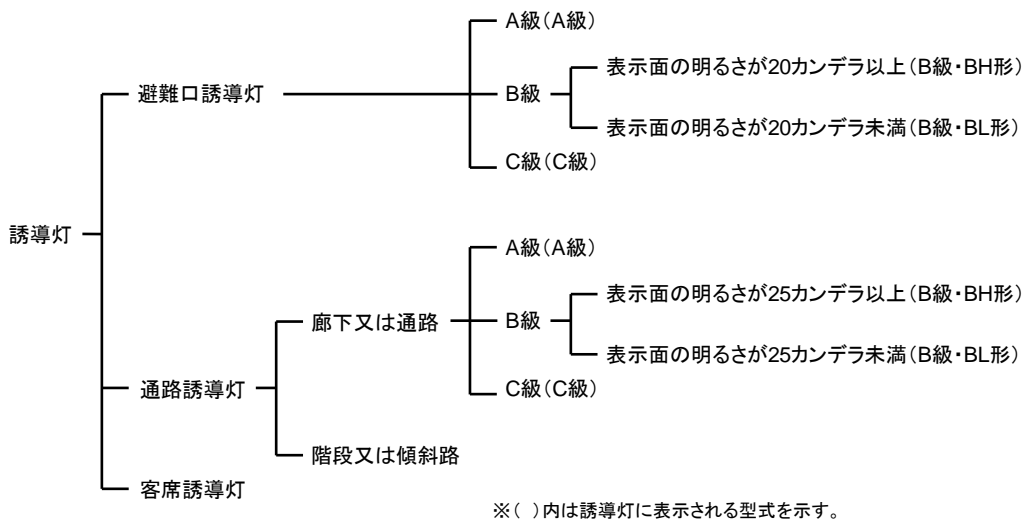 A級(A級)
表示面の明るさが20カンデラ以上(B級・BH形)
避難口誘導灯
B級
表示面の明るさが20カンデラ未満(B級・BL形)
C級(C級)
誘導灯
A級(A級)
表示面の明るさが25カンデラ以上(B級・BH形)
廊下又は通路
B級
表示面の明るさが25カンデラ未満(B級・BL形)
通路誘導灯
C級(C級)
階段又は傾斜路
客席誘導灯
※( )内は誘導灯に表示される型式を示す。